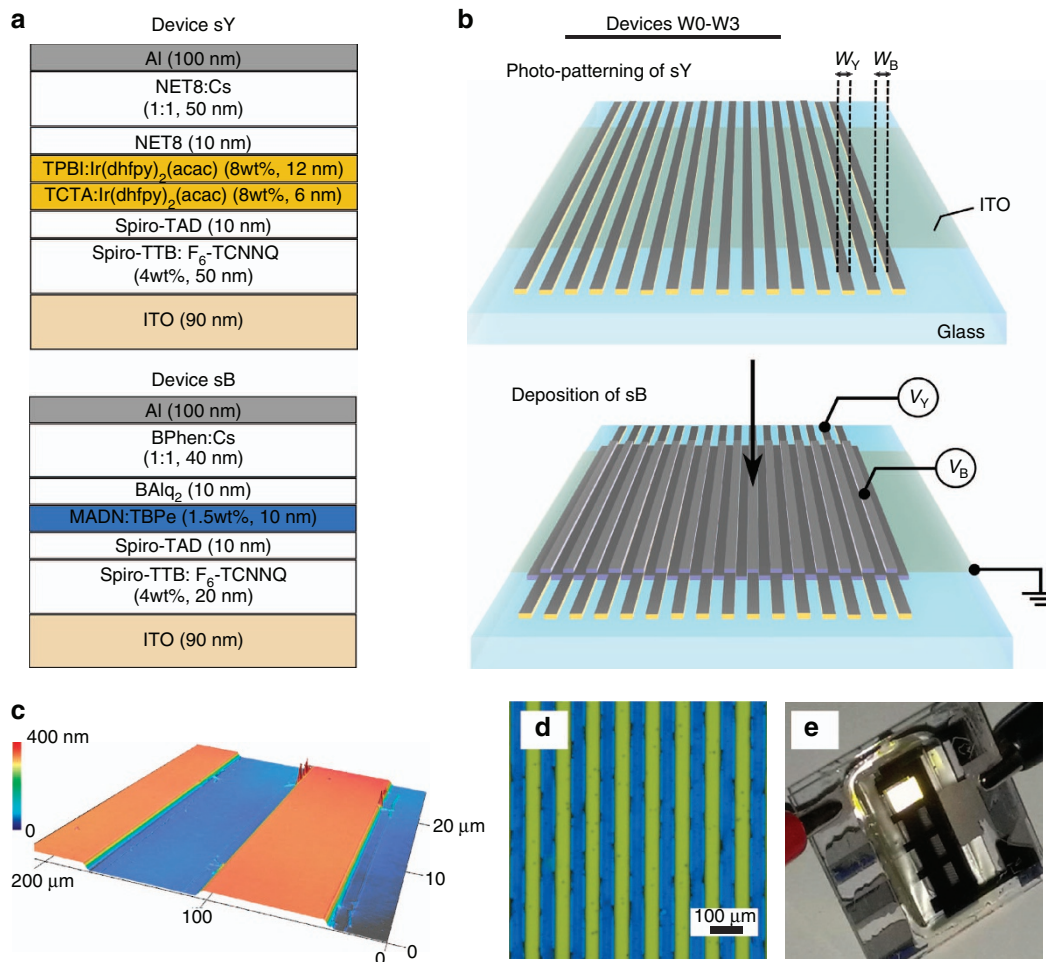 a
Device sY
Al (100 nm)
NET8:Cs
(1:1, 50 nm)
NET8 (10 nm)
TPBI:Ir(dhfpy)2(acac) (8wt%, 12 nm)
TCTA:Ir(dhfpy)2(acac) (8wt%, 6 nm)
Spiro-TAD (10 nm)
Spiro-TTB: F6-TCNNQ
(4wt%, 50 nm)
ITO (90 nm)
Device sB
Al (100 nm)
BPhen:Cs
(1:1, 40 nm)
BAlq2 (10 nm)
MADN:TBPe (1.5wt%, 10 nm)
Spiro-TAD (10 nm)
Spiro-TTB: F6-TCNNQ
(4wt%, 20 nm)
ITO (90 nm)
b
Devices W0-W3
Photo-patterning of sY
WY
WB
ITO
Glass
Deposition of sB
VY
VB
c
400 nm
0
200 μm
100
0
0
10
20 μm
d
100 μm
e